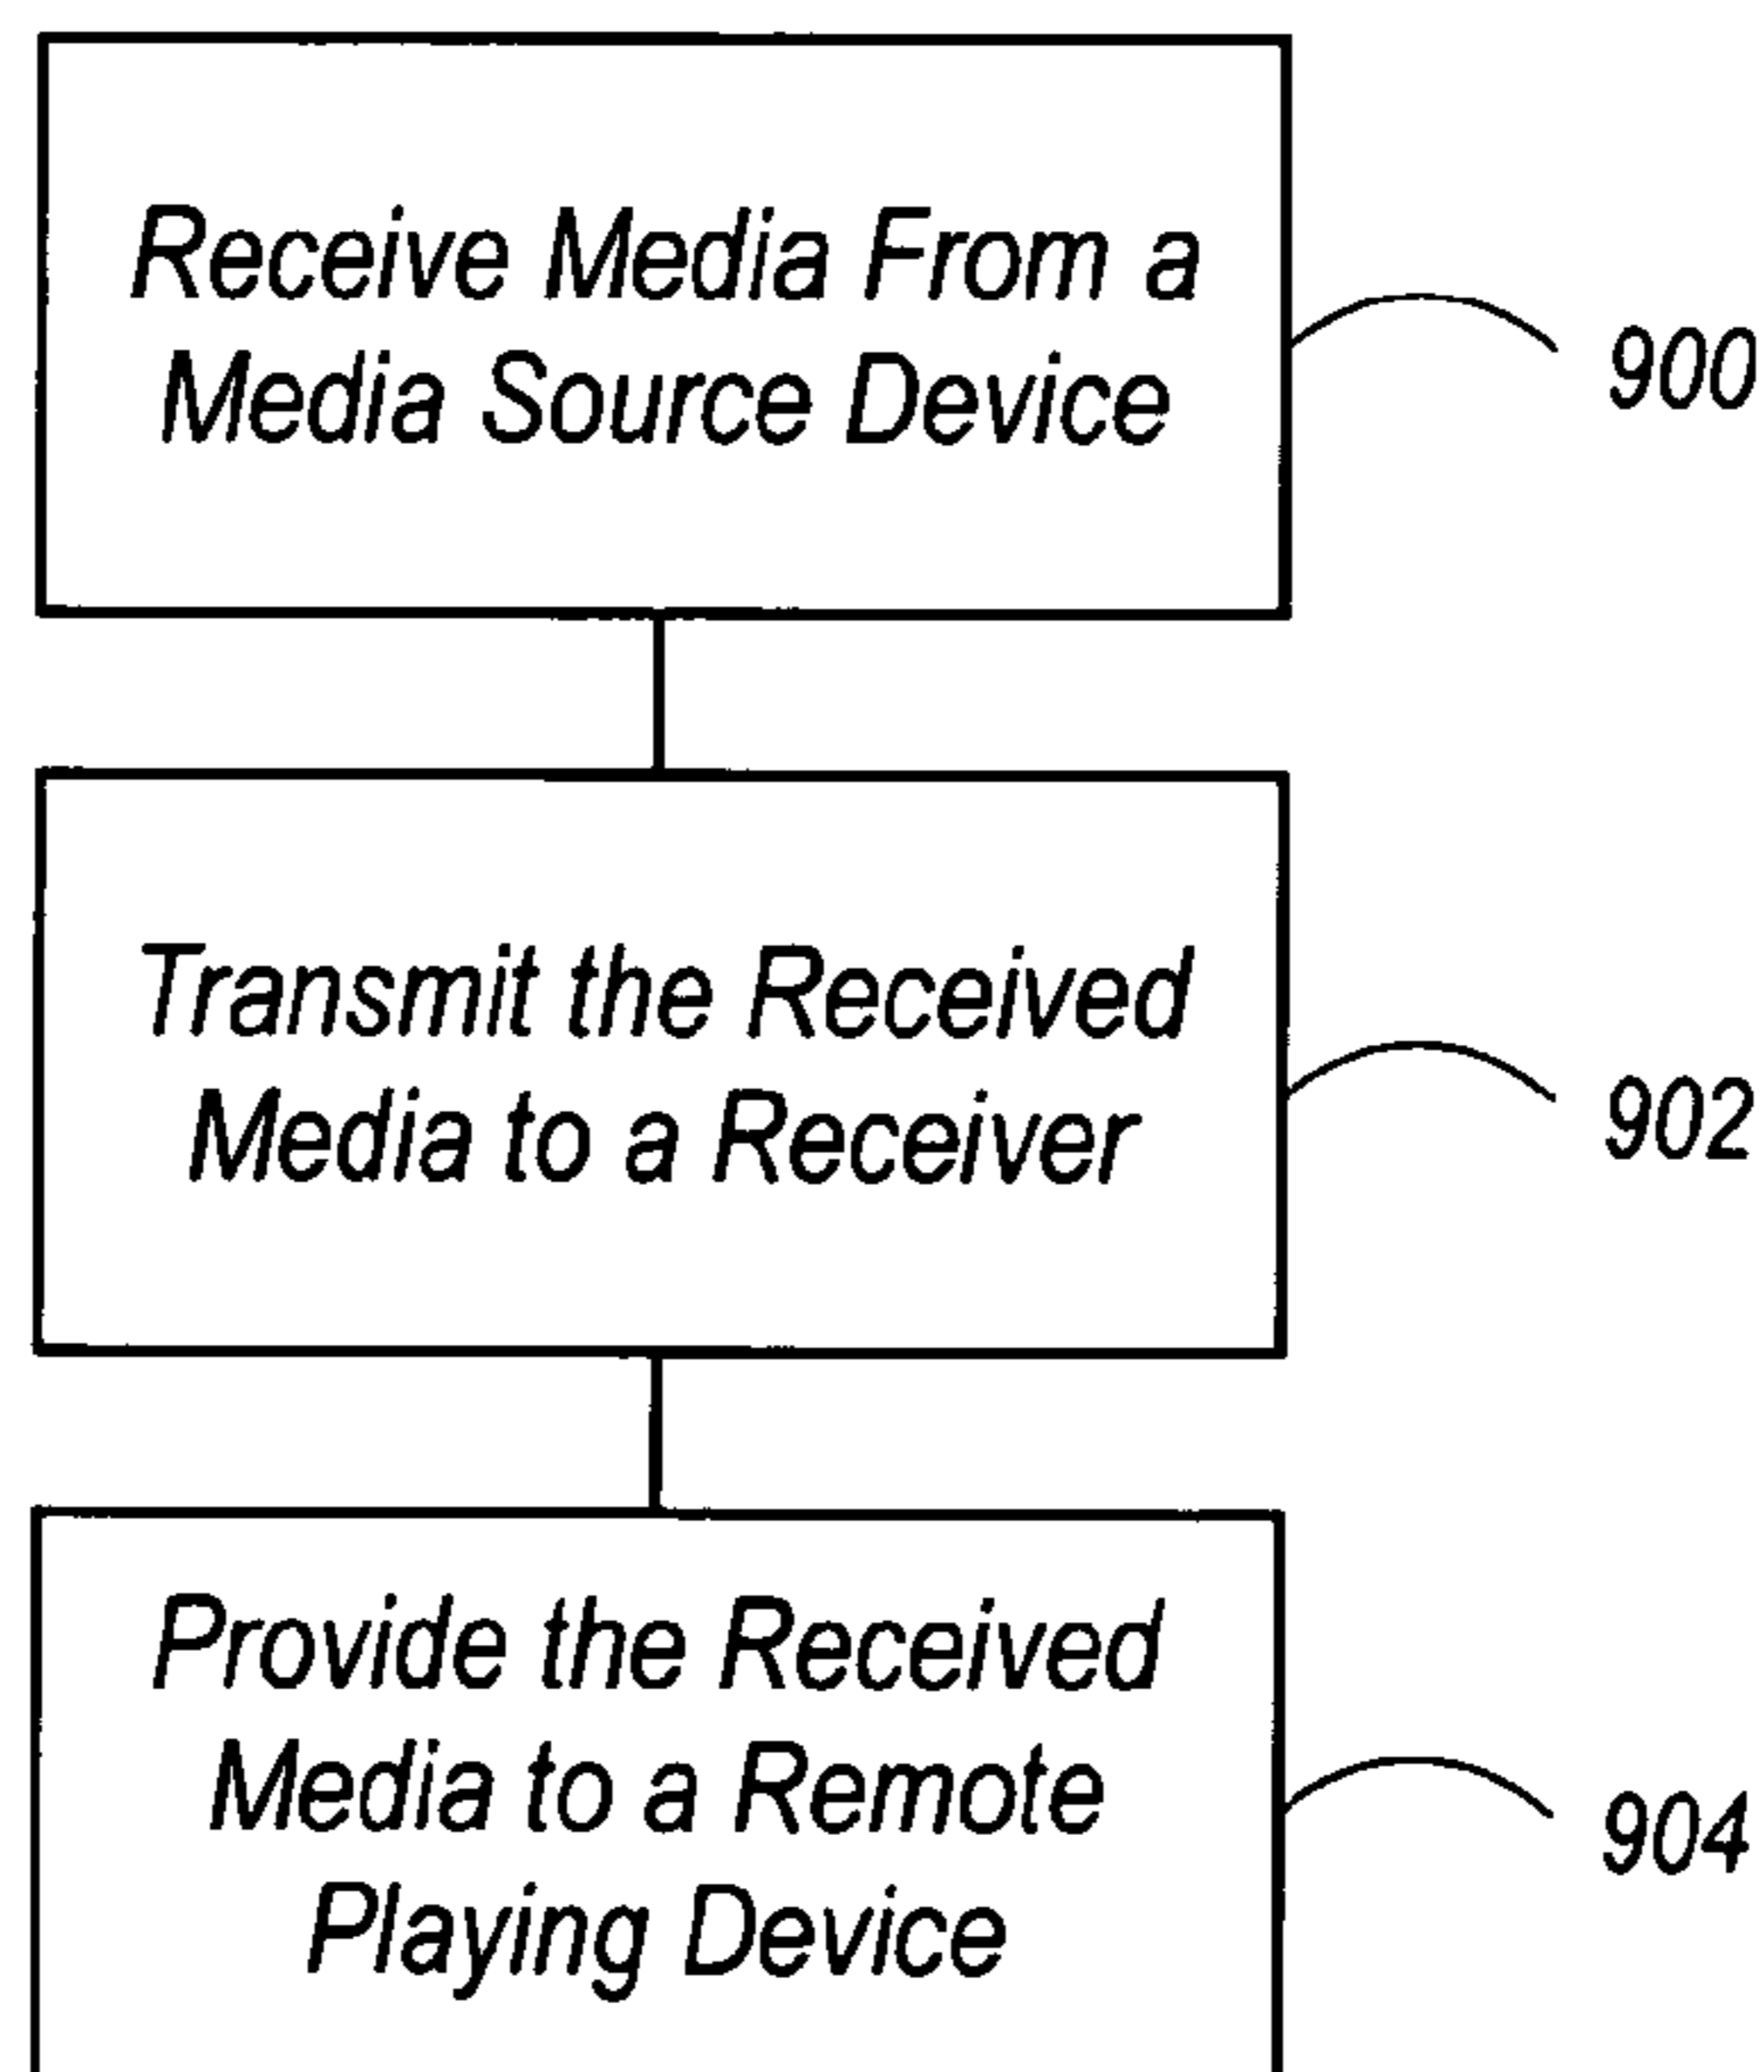 Receive Media From a
Media Source Device
900
Transmit the Received
Media to a Receiver
902
Provide the Received
Media to a Remote
Playing Device
904